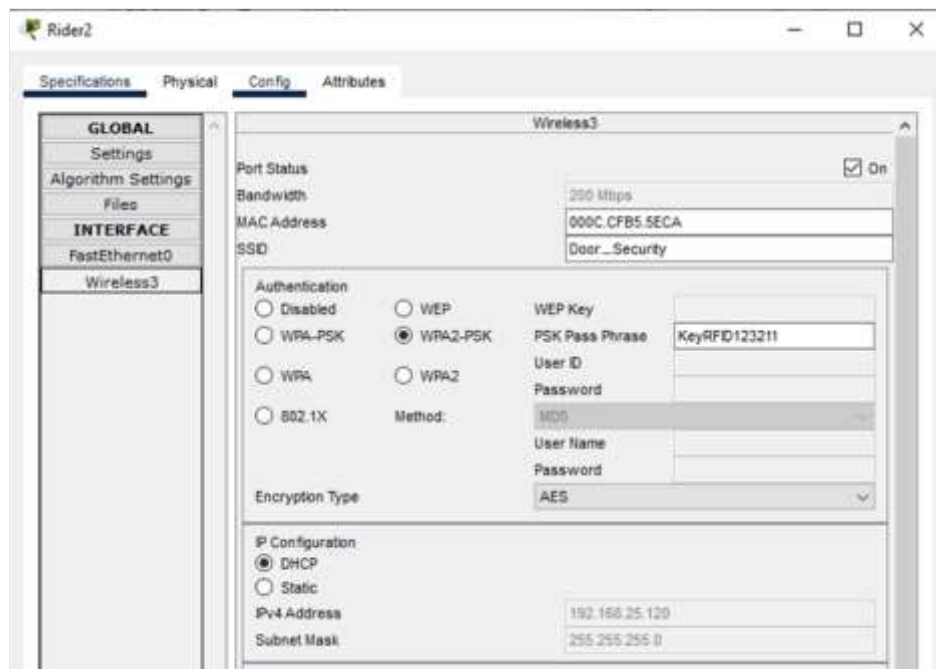 Rider2
Specifications Physical Config Attributes
GLOBAL
Settings
Algorithm Settings
Files
INTERFACE
FastEthernet0
Wireless3
Wireless3
Port Status On
Bandwidth 200 Mbps
MAC Address 000C.CFB5.5ECA
SSID Door_Security
Authentication
Disabled WEP WEP Key
WPA-PSK WPA2-PSK PSK Pass Phrase KeyRFID123211
User ID
WPA WPA2
Password
802.1X Method: MD5
User Name
Password
Encryption Type AES
IP Configuration
DHCP
Static
IPv4 Address 192.168.25.120
Subnet Mask 255.255.255.0